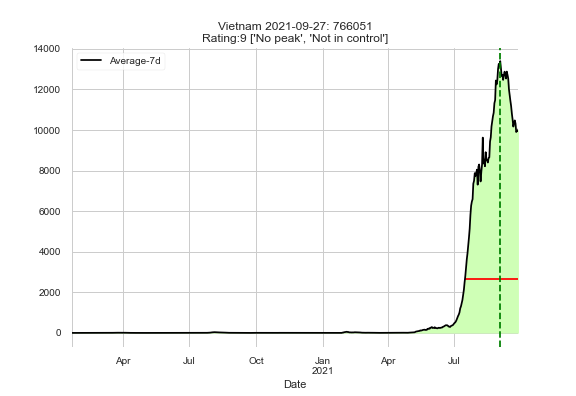 Vietnam 2021-09-27: 766051
Rating:9 ['No peak', 'Not in control']
Average-7d
14000
12000
10000
8000
6000
4000
2000
0
Apr Jul Oct Jan Apr Jul
2021
Date